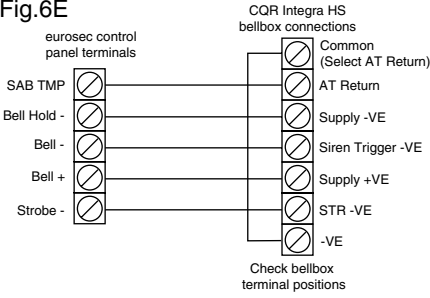 Fig.6E
eurosec control
panel terminals
CQR Integra HS
bellbox connections
Common
(Select AT Return)
SAB TMP
AT Return
Bell Hold -
Supply -VE
Bell -
Siren Trigger -VE
Bell +
Supply +VE
Strobe -
STR -VE
-VE
Check bellbox
terminal positions